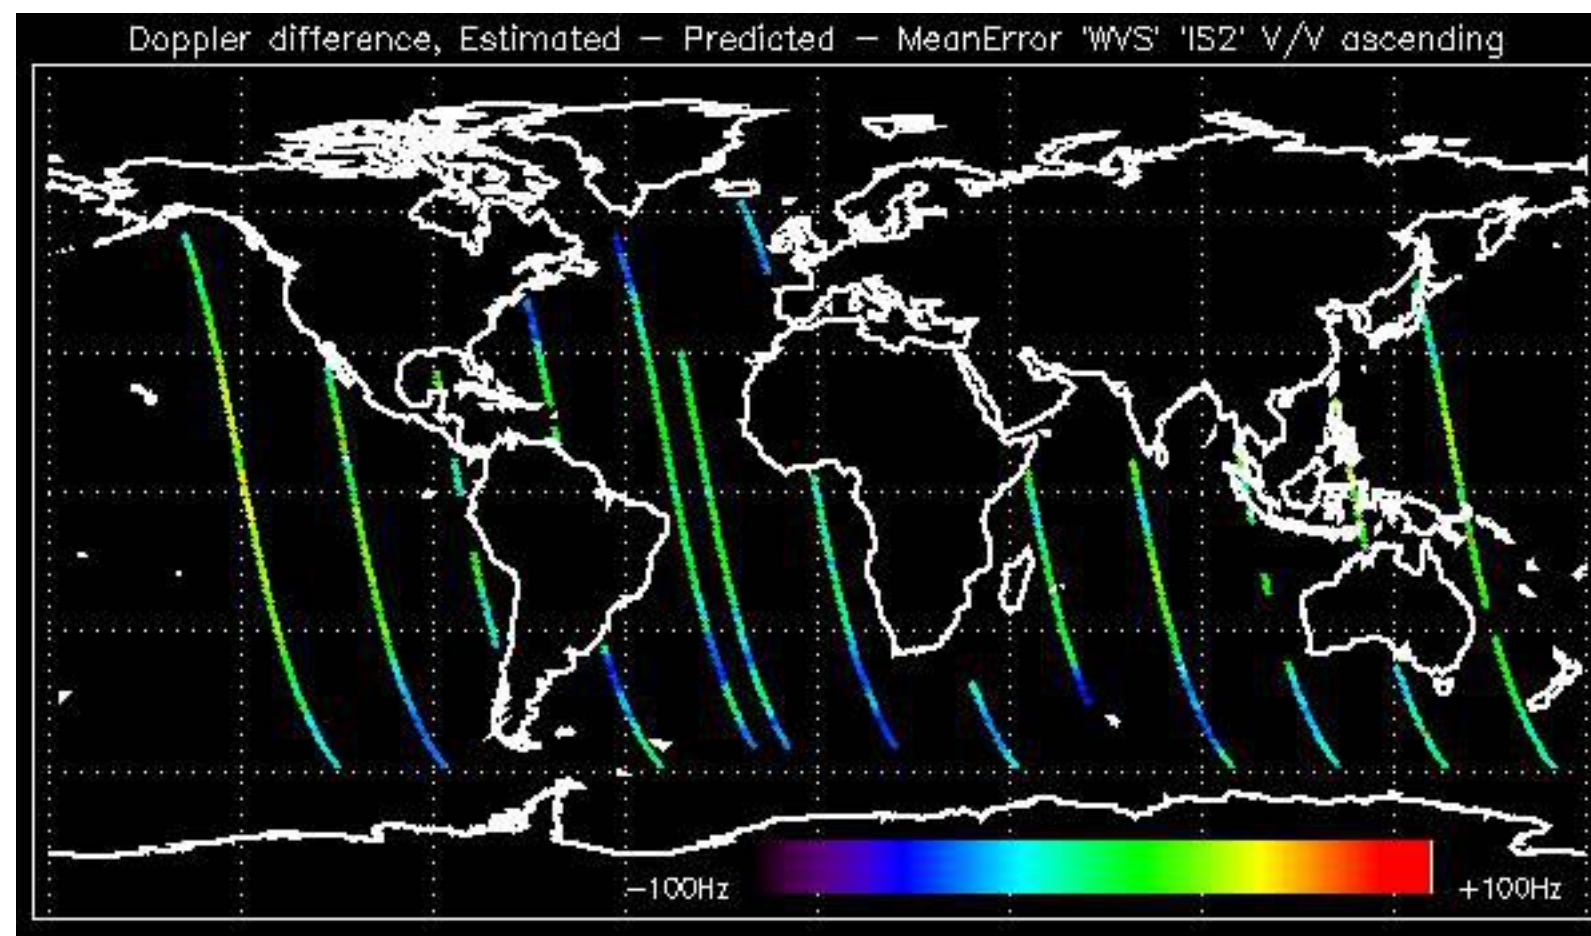 Doppler difference, Estimated – Predicted – MeanError 'WVS' 'IS2' V/V ascending
–100Hz
+100Hz